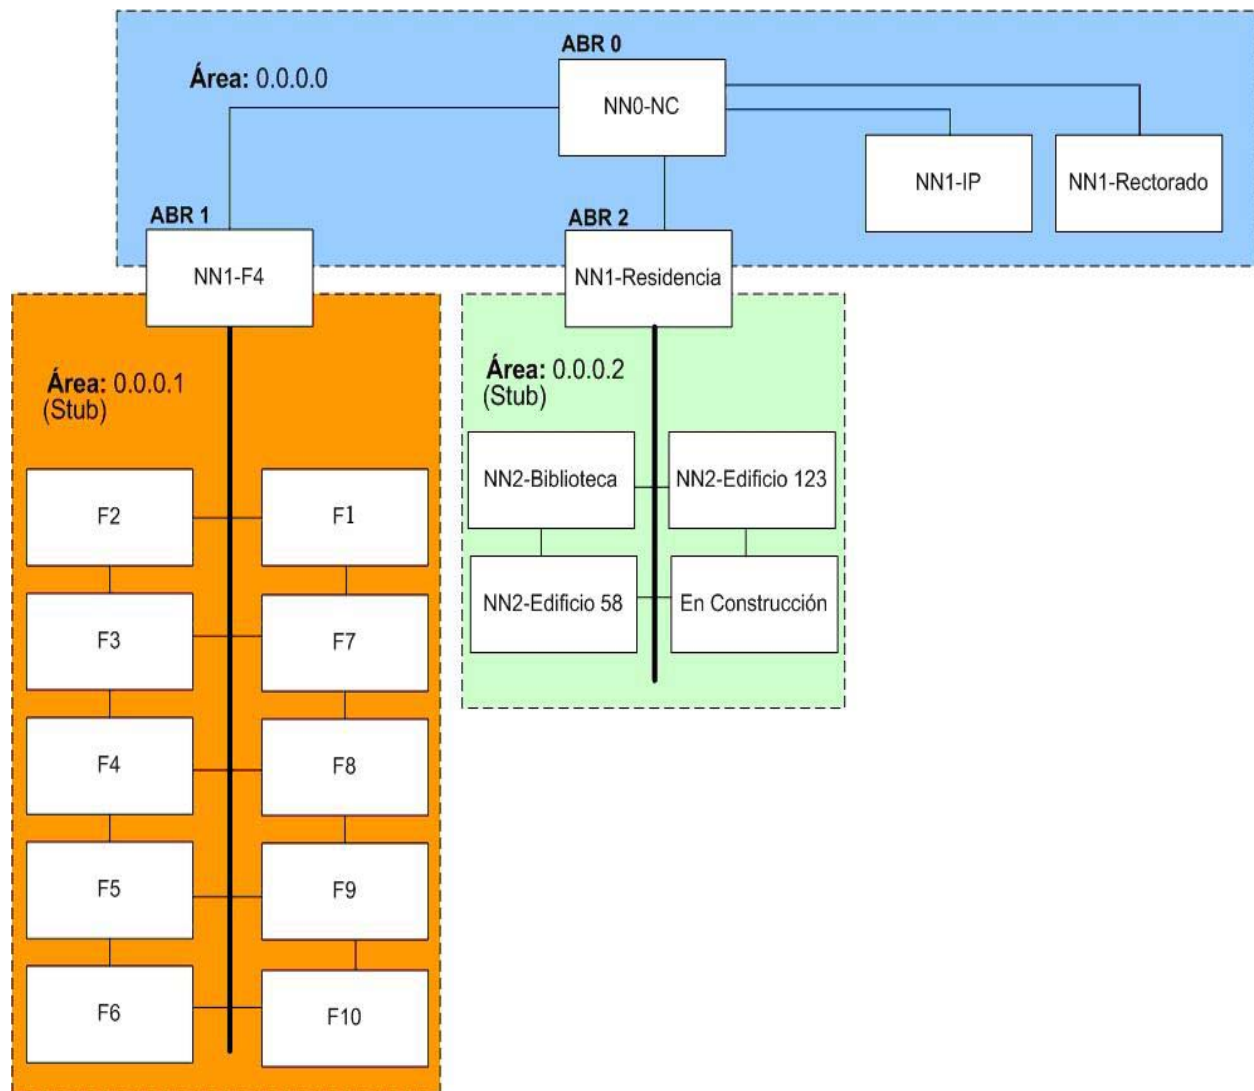 ABR 0
Área: 0.0.0.0
NN0-NC
NN1-IP
NN1-Rectorado
ABR 1
ABR 2
NN1-F4
NN1-Residencia
Área: 0.0.0.1
(Stub)
Área: 0.0.0.2
(Stub)
NN2-Biblioteca
NN2-Edificio 123
NN2-Edificio 58
En Construcción
F2
F1
F3
F7
F4
F8
F5
F9
F6
F10